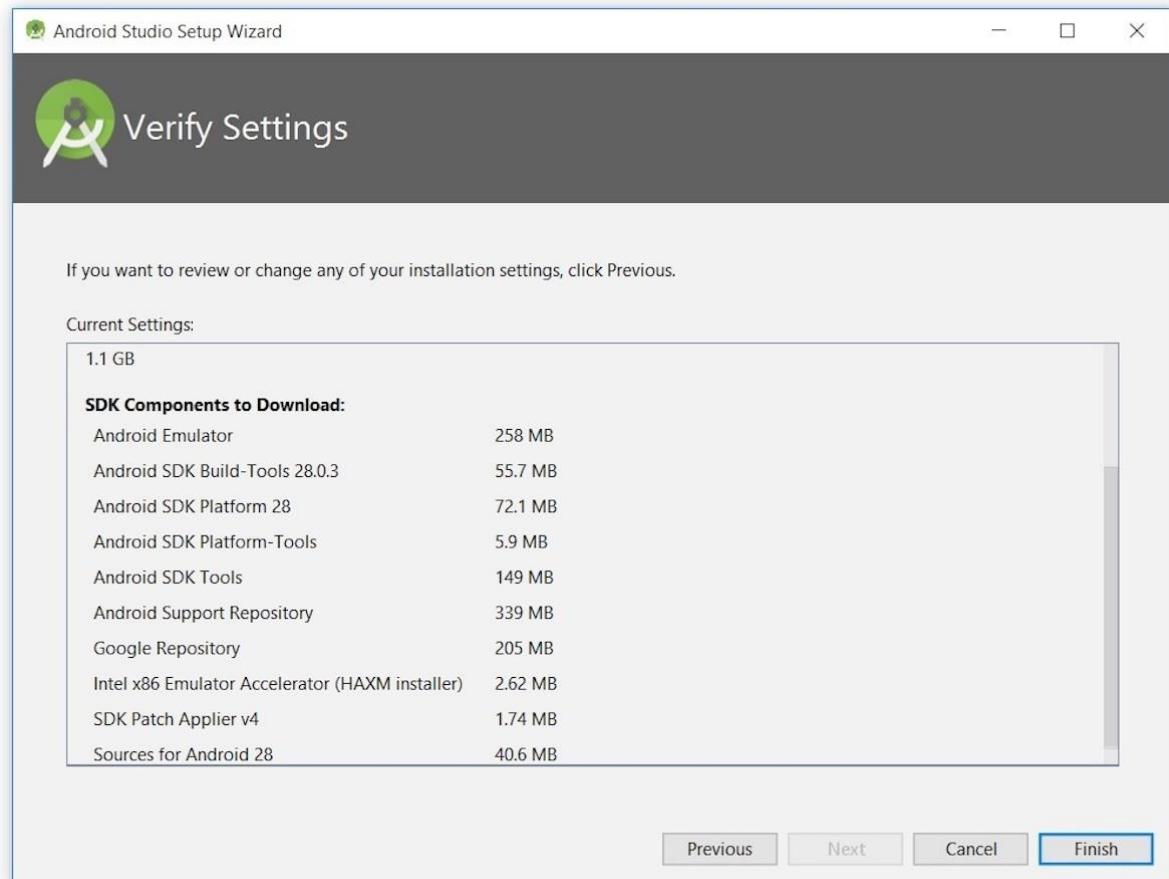 Android Studio Setup Wizard
Verify Settings
If you want to review or change any of your installation settings, click Previous.
Current Settings:
1.1 GB
SDK Components to Download:
Android Emulator 258 MB
Android SDK Build-Tools 28.0.3 55.7 MB
Android SDK Platform 28 72.1 MB
Android SDK Platform-Tools 5.9 MB
Android SDK Tools 149 MB
Android Support Repository 339 MB
Google Repository 205 MB
Intel x86 Emulator Accelerator (HAXM installer) 2.62 MB
SDK Patch Applier v4 1.74 MB
Sources for Android 28 40.6 MB
Previous Next Cancel Finish